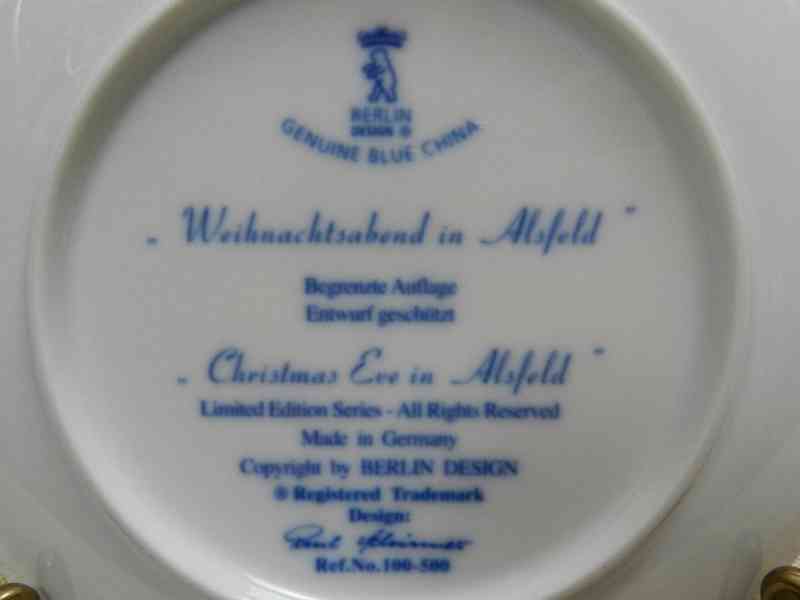 BERLIN
DESIGN ®
GENUINE BLUE CHINA
„ Weihnachtsabend in Alsfeld "
Begrenzte Auflage
Entwurf geschützt
„ Christmas Eve in Alsfeld "
Limited Edition Series - All Rights Reserved
Made in Germany
Copyright by BERLIN DESIGN
® Registered Trademark
Design:
Ref.No.100-500